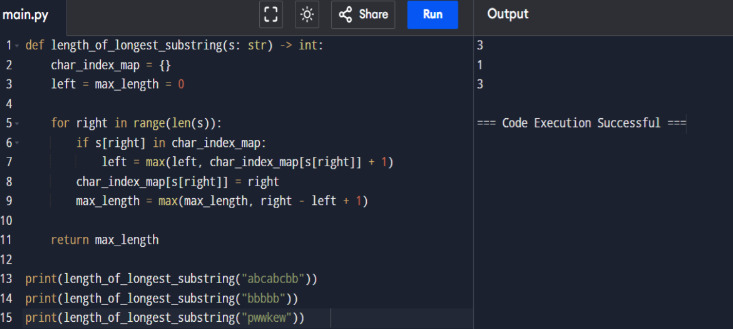 main.py Share Run Output
1 def length_of_longest_substring(s: str) -> int:
2     char_index_map = {}
3     left = max_length = 0
4
5     for right in range(len(s)):
6         if s[right] in char_index_map:
7             left = max(left, char_index_map[s[right]] + 1)
8         char_index_map[s[right]] = right
9         max_length = max(max_length, right - left + 1)
10
11     return max_length
12
13 print(length_of_longest_substring("abcabcbb"))
14 print(length_of_longest_substring("bbbbb"))
15 print(length_of_longest_substring("pwwkew"))
3
1
3
=== Code Execution Successful ===